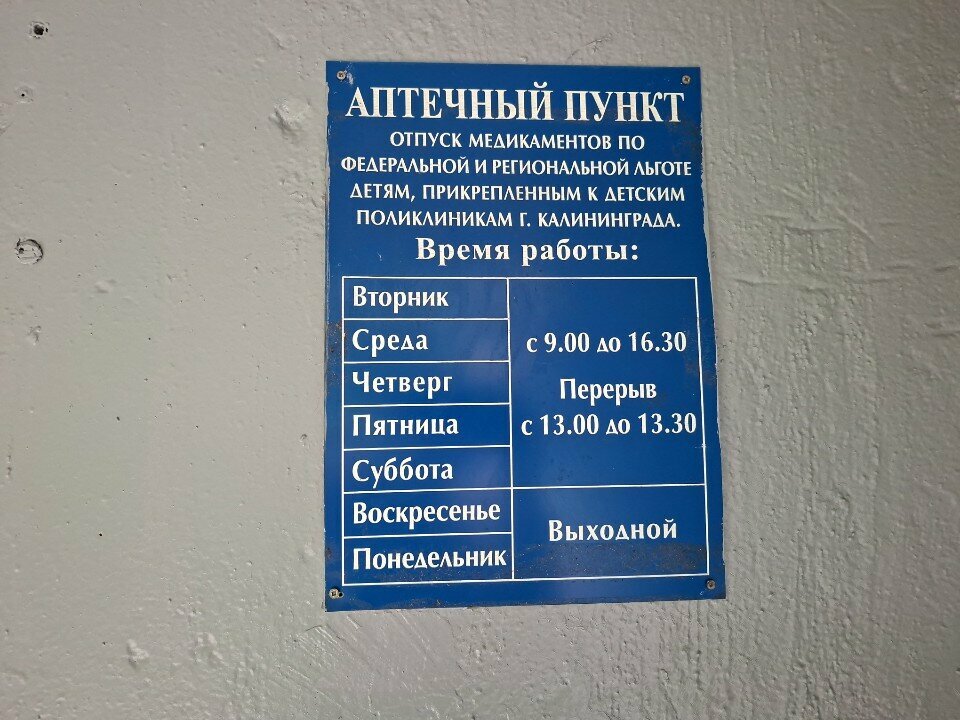 АПТЕЧНЫЙ ПУНКТ
ОТПУСК МЕДИКАМЕНТОВ ПО
ФЕДЕРАЛЬНОЙ И РЕГИОНАЛЬНОЙ ЛЬГОТЕ
ДЕТЯМ, ПРИКРЕПЛЕННЫМ К ДЕТСКИМ
ПОЛИКЛИНИКАМ Г. КАЛИНИНГРАДА.
Время работы:
Вторник
Среда
Четверг
Пятница
Суббота
с 9.00 до 16.30
Перерыв
с 13.00 до 13.30
Воскресенье
Понедельник
Выходной